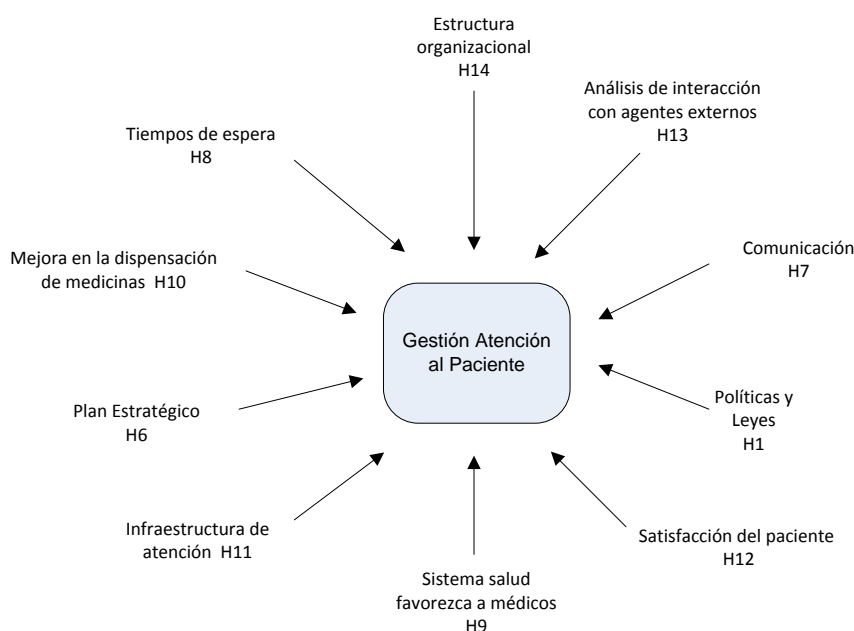 Estructura
organizacional
H14
Análisis de interacción
con agentes externos
H13
Tiempos de espera
H8
Comunicación
H7
Mejora en la dispensación
de medicinas H10
Gestión Atención
al Paciente
Plan Estratégico
H6
Políticas y
Leyes
H1
Infraestructura de
atención H11
Satisfacción del paciente
H12
Sistema salud
favorezca a médicos
H9